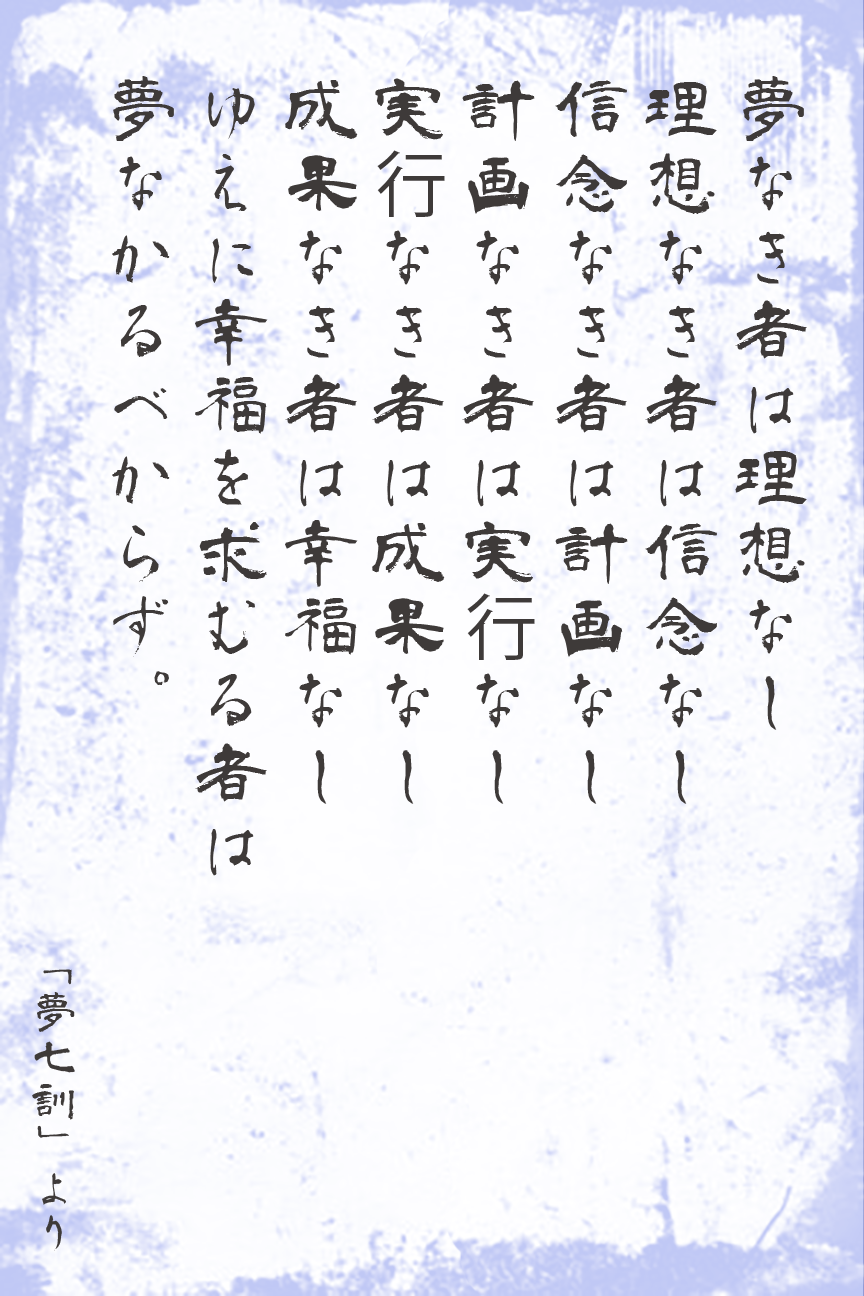 夢なき者は理想なし
理想なき者は信念なし
信念なき者は計画なし
計画なき者は実行なし
実行なき者は成果なし
成果なき者は幸福なし
ゆえに幸福を求むる者は
夢なかるべからず。
「夢七訓」より